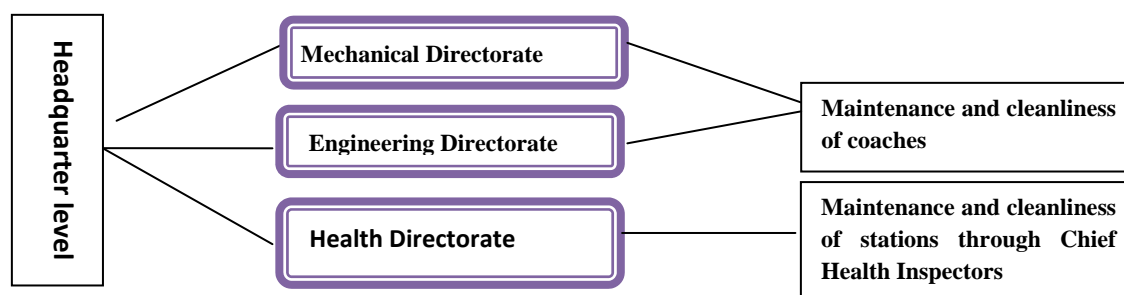 Headquarter level
Mechanical Directorate
Engineering Directorate
Health Directorate
Maintenance and cleanliness
of coaches
Maintenance and cleanliness
of stations through Chief
Health Inspectors